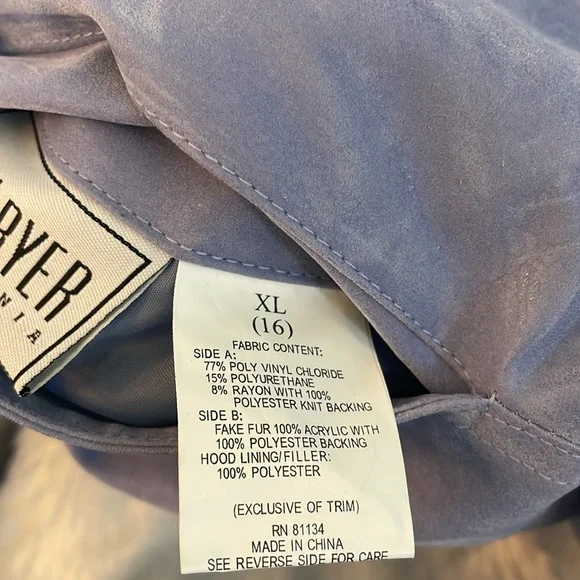 RYER
NIA
XL
(16)
FABRIC CONTENT:
SIDE A:
77% POLY VINYL CHLORIDE
15% POLYURETHANE
8% RAYON WITH 100%
POLYESTER KNIT BACKING
SIDE B:
FAKE FUR 100% ACRYLIC WITH
100% POLYESTER BACKING
HOOD LINING/FILLER:
100% POLYESTER
(EXCLUSIVE OF TRIM)
RN 81134
MADE IN CHINA
SEE REVERSE SIDE FOR CARE